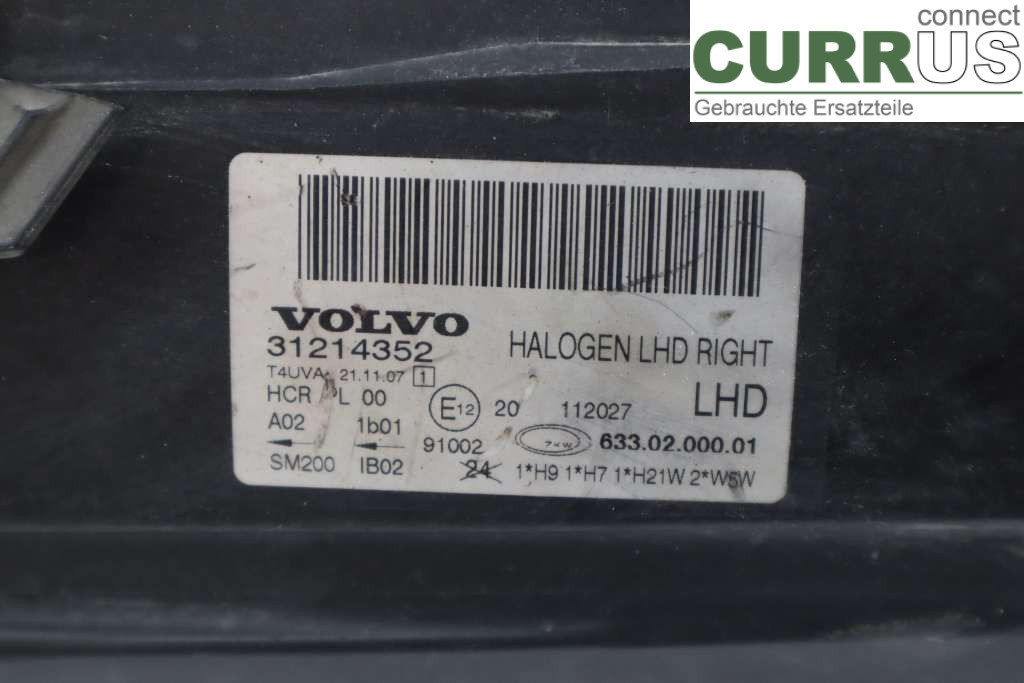 connect
CURRUS
Gebrauchte Ersatzteile
VOLVO
31214352
HALOGEN LHD RIGHT
T4UVA 21.11.07 1
HCR PL 00
LHD
E12 20 112027
A02 1b01
91002
7kW 633.02.000.01
SM200 IB02
24 1*H9 1*H7 1*H21W 2*W5W